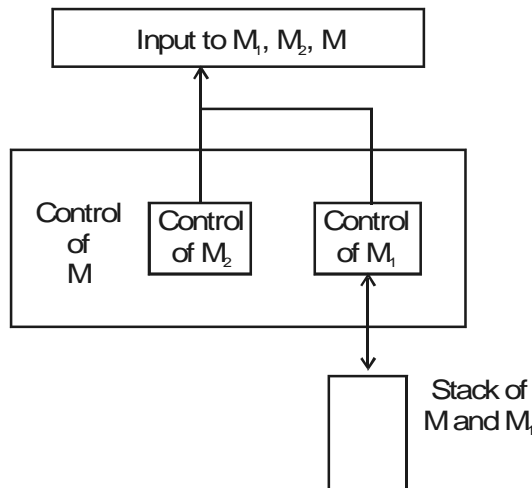 Input to M₁, M₂, M
Control
of
M
Control
of M₂
Control
of M₁
Stack of
M and M₁